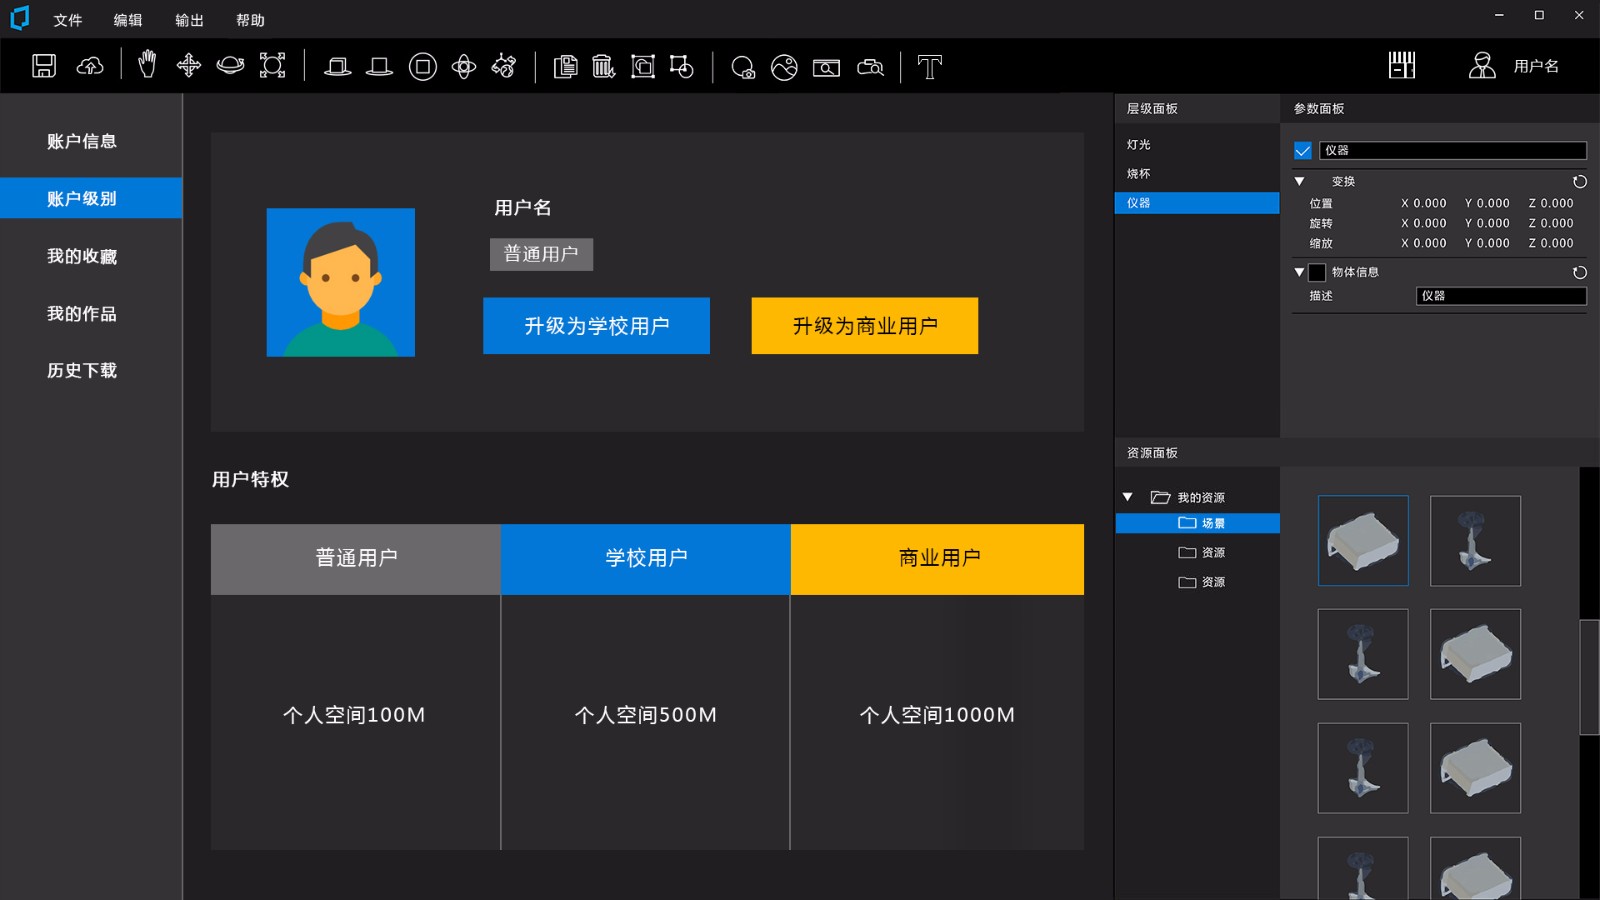 文件 编辑 输出 帮助
用户名
账户信息
账户级别
我的收藏
我的作品
历史下载
用户名
普通用户
升级为学校用户 升级为商业用户
用户特权
普通用户 学校用户 商业用户
个人空间100M 个人空间500M 个人空间1000M
层级面板
灯光
烧杯
仪器
参数面板
仪器
变换
位置 X 0.000 Y 0.000 Z 0.000
旋转 X 0.000 Y 0.000 Z 0.000
缩放 X 0.000 Y 0.000 Z 0.000
物体信息
描述 仪器
资源面板
我的资源
场景
资源
资源